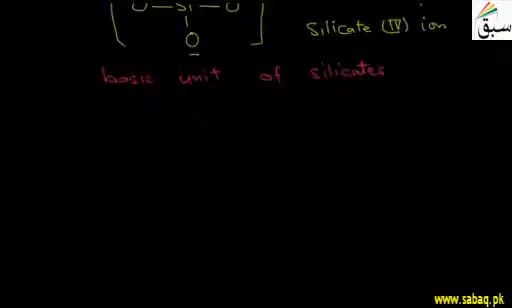 O — Si — O
O
Silicate (IV) ion
سبق
basic unit of silicates
www.sabaq.pk